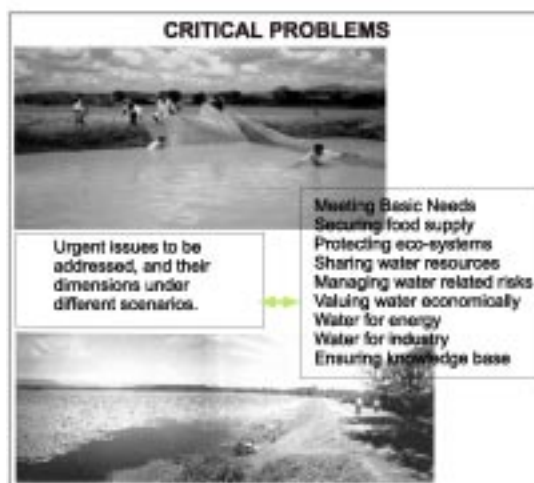 CRITICAL PROBLEMS
Urgent issues to be
addressed, and their
dimensions under
different scenarios.
Meeting Basic Needs
Securing food supply
Protecting eco-systems
Sharing water resources
Managing water related risks
Valuing water economically
Water for energy
Water for industry
Ensuring knowledge base